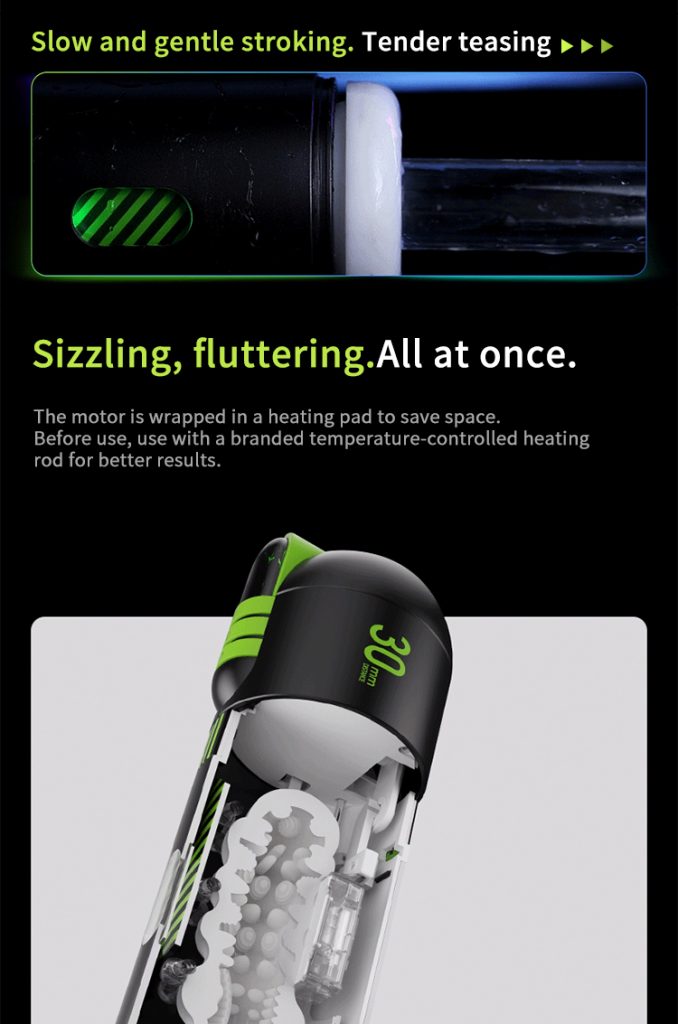 Slow and gentle stroking. Tender teasing
Sizzling, fluttering.All at once.
The motor is wrapped in a heating pad to save space.
Before use, use with a branded temperature-controlled heating
rod for better results.
30
mm